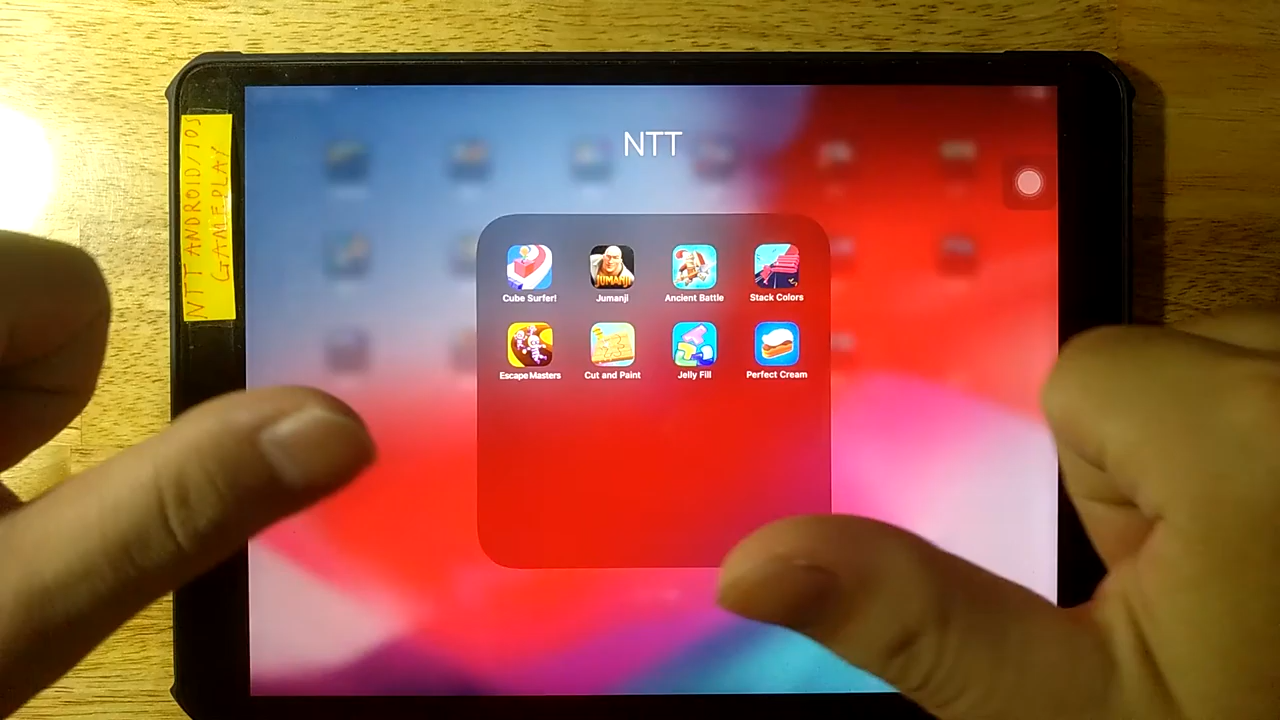 NTT
NTT ANDROID/IOS
GAMEPLAY
Cube Surfer!
Jumanji
Ancient Battle
Stack Colors
JUMANJI
Escape Masters
Cut and Paint
Jelly Fill
Perfect Cream